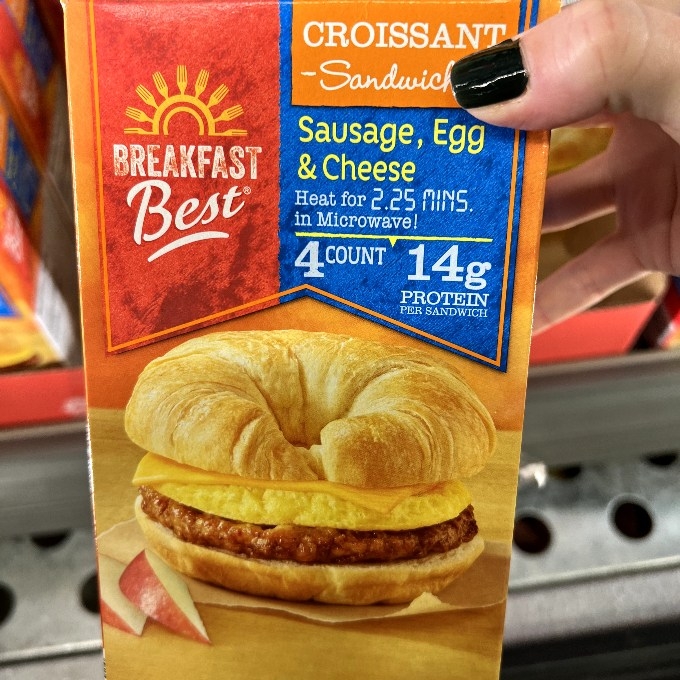 BREAKFAST
Best®
CROISSANT
-Sandwich
Sausage, Egg
& Cheese
Heat for 2.25 MINS.
in Microwave!
4 COUNT
14g
PROTEIN
PER SANDWICH